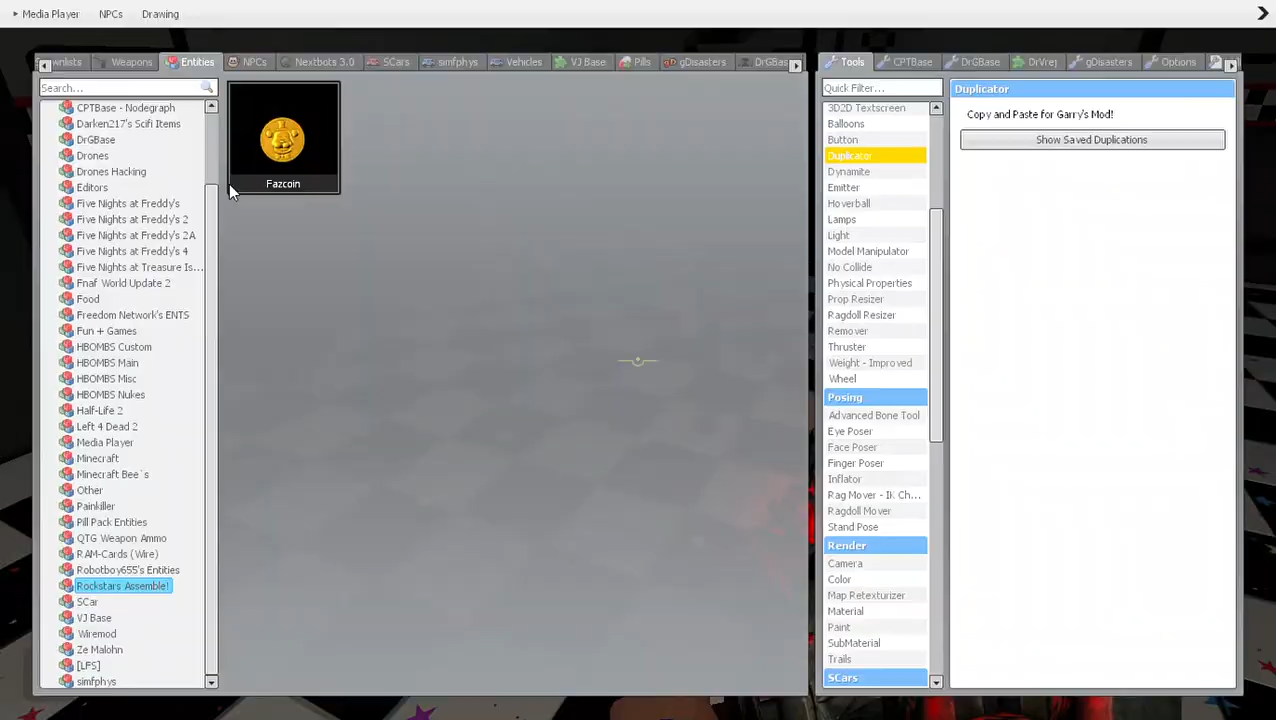 Media Player
NPCs
Drawing
wnlists
Weapons
Entities
NPCs
Nextbots 3.0
SCars
simfphys
Vehicles
VJ Base
Pills
gDisasters
DrGBas
Search...
CPTBase - Nodegraph
Darken217's Scifi Items
DrGBase
Drones
Drones Hacking
Editors
Five Nights at Freddy's
Five Nights at Freddy's 2
Five Nights at Freddy's 2A
Five Nights at Freddy's 4
Five Nights at Treasure Is...
Fnaf World Update 2
Food
Freedom Network's ENTS
Fun + Games
HBOMBS Custom
HBOMBS Main
HBOMBS Misc
HBOMBS Nukes
Half-Life 2
Left 4 Dead 2
Media Player
Minecraft
Minecraft Bee`s
Other
Painkiller
Pill Pack Entities
QTG Weapon Ammo
RAM-Cards (Wire)
Robotboy655's Entities
Rockstars Assemble!
SCar
VJ Base
Wiremod
Ze Malohn
[LFS]
simfphys
Fazcoin
Tools
CPTBase
DrGBase
DrVrej
gDisasters
Options
Quick Filter...
3D2D Textscreen
Balloons
Button
Duplicator
Dynamite
Emitter
Hoverball
Lamps
Light
Model Manipulator
No Collide
Physical Properties
Prop Resizer
Ragdoll Resizer
Remover
Thruster
Weight - Improved
Wheel
Posing
Advanced Bone Tool
Eye Poser
Face Poser
Finger Poser
Inflator
Rag Mover - IK Ch...
Ragdoll Mover
Stand Pose
Render
Camera
Color
Map Retexturizer
Material
Paint
SubMaterial
Trails
SCars
Duplicator
Copy and Paste for Garry's Mod!
Show Saved Duplications